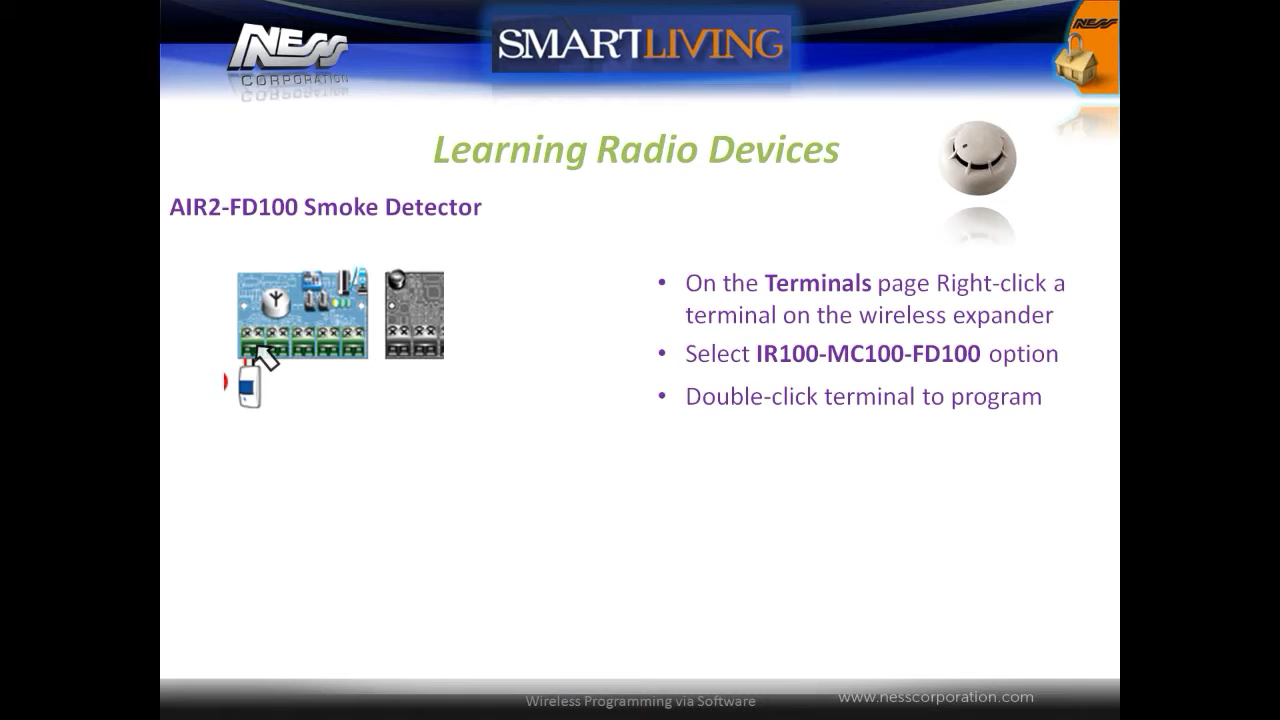 NESS
CORPORATION
SMARTLIVING
NESS
Learning Radio Devices
AIR2-FD100 Smoke Detector
• On the Terminals page Right-click a
terminal on the wireless expander
• Select IR100-MC100-FD100 option
• Double-click terminal to program
Wireless Programming via Software
www.nesscorporation.com